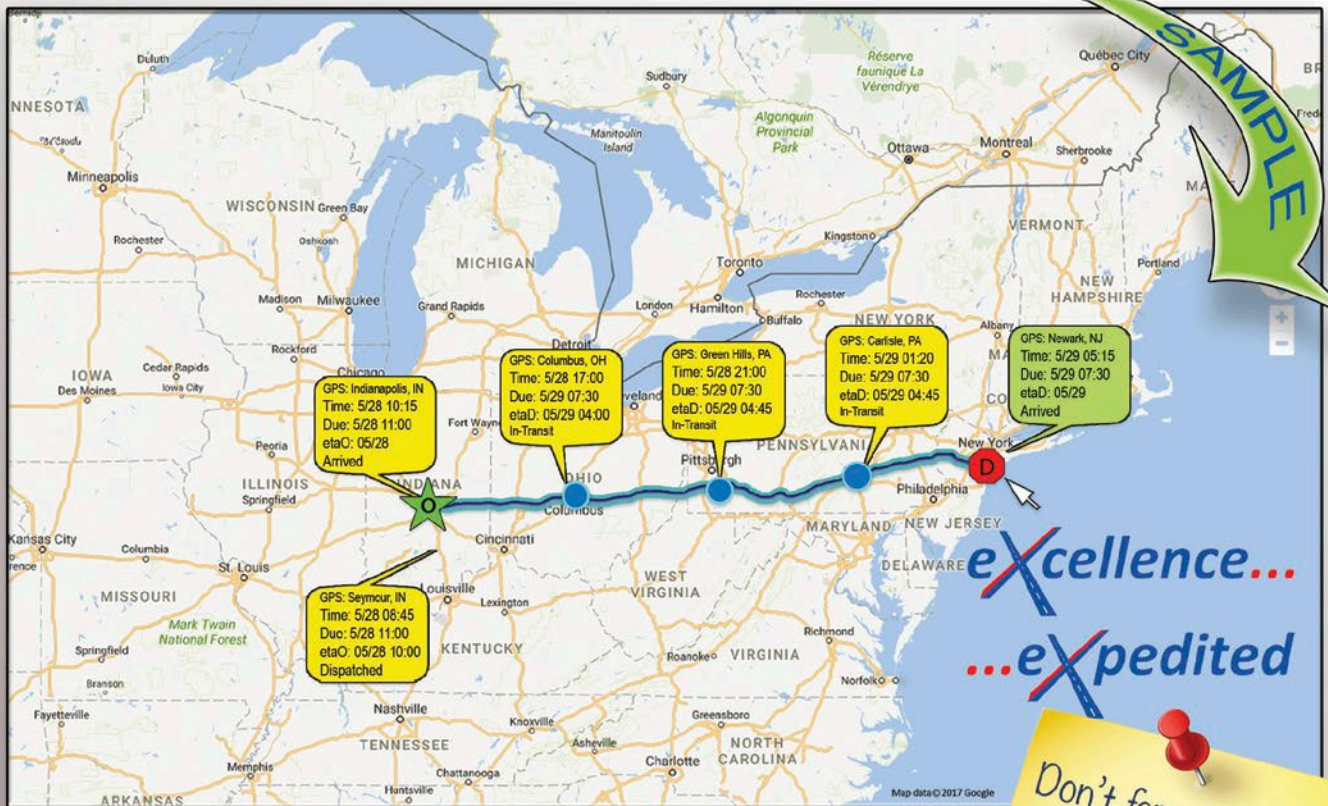 SAMPLE
Duluth
Québec City
Sudbury
Réserve
faunique La
Vérendrye
NNESOTA
Manitoulin
Island
Algonquin
Provincial
Park
Ottawa
Montreal
Sherbrooke
St Cloud
Minneapolis
WISCONSIN
Green Bay
Oshkosh
Rochester
MICHIGAN
Kingston
Toronto
VERMONT
Portland
NEW
HAMPSHIRE
Madison
Milwaukee
Grand Rapids
London
Hamilton
Rochester
Buffalo
NEW YORK
Albany
Rockford
Detroit
IOWA
Des Moines
Cedar Rapids
Iowa City
Chicago
GPS: Indianapolis, IN
Time: 5/28 10:15
Due: 5/28 11:00
etaO: 05/28
Arrived
GPS: Columbus, OH
Time: 5/28 17:00
Due: 5/29 07:30
etaD: 05/29 04:00
In-Transit
GPS: Green Hills, PA
Time: 5/28 21:00
Due: 5/29 07:30
etaD: 05/29 04:45
In-Transit
GPS: Carlisle, PA
Time: 5/29 01:20
Due: 5/29 07:30
etaD: 05/29 04:45
In-Transit
GPS: Newark, NJ
Time: 5/29 05:15
Due: 5/29 07:30
etaD: 05/29
Arrived
Fort Wayne
eveland
PENNSYLVANI
New York
Peoria
ILLINOIS
Springfield
INDIANA
O
OHIO
Columbus
Pittsburgh
D
Philadelphia
MARYLAND
NEW JERSEY
DELAWARE
Kansas City
rence
Columbia
St. Louis
Cincinnati
MISSOURI
Mark Twain
National Forest
Louisville
Lexington
WEST
VIRGINIA
KENTUCKY
GPS: Seymour, IN
Time: 5/28 08:45
Due: 5/28 11:00
etaO: 05/28 10:00
Dispatched
eXcellence...
...eXpedited
Springfield
Branson
Richmond
Roanoke
VIRGINIA
Norfolk
Fayetteville
Nashville
TENNESSEE
Knoxville
Greensboro
NORTH
CAROLINA
Asheville
Charlotte
Memphis
Chattanooga
Huntsville
ARKANSAS
Map data © 2017 Google
Don't